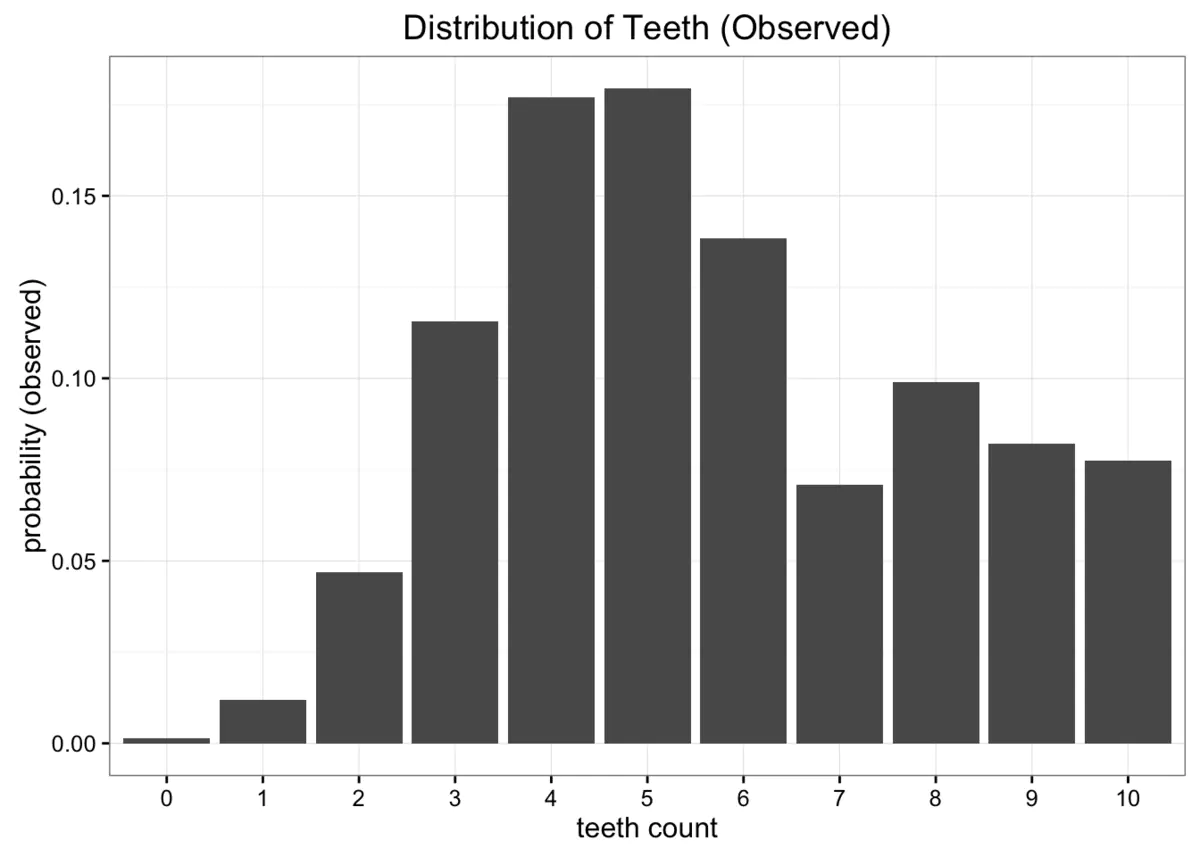 Distribution of Teeth (Observed)
probability (observed)
0.15
0.10
0.05
0.00
0 1 2 3 4 5 6 7 8 9 10
teeth count